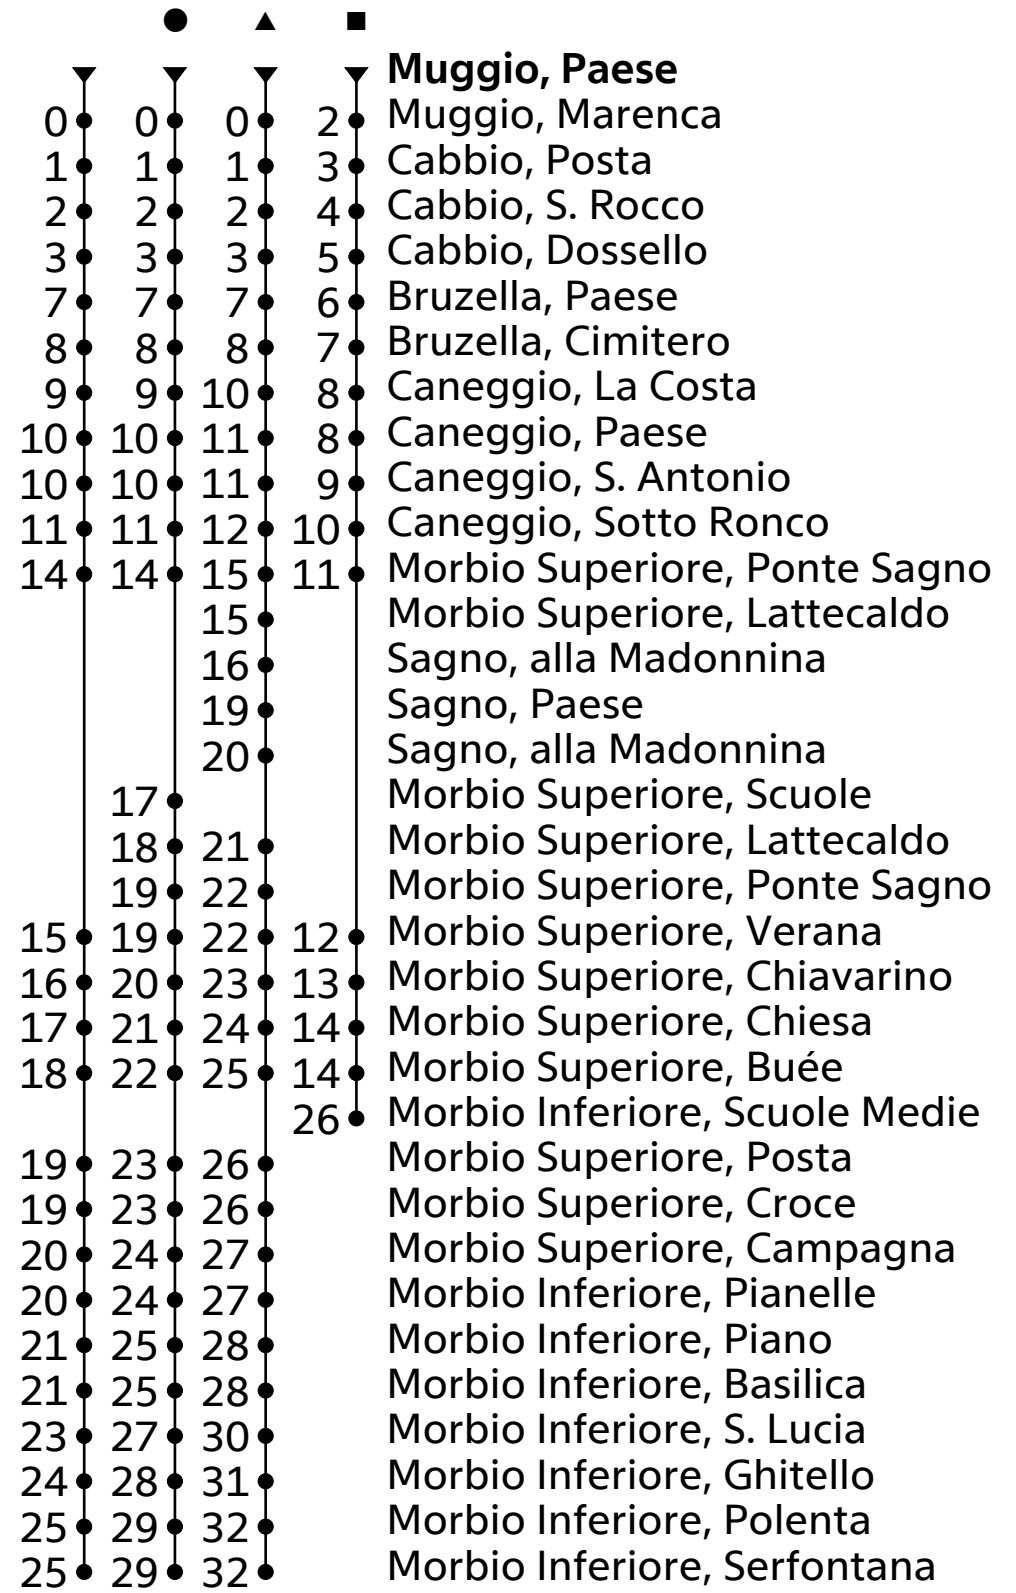 ● ▲ ■
Muggio, Paese
0 0 0 2 Muggio, Marenca
1 1 1 3 Cabbio, Posta
2 2 2 4 Cabbio, S. Rocco
3 3 3 5 Cabbio, Dossello
7 7 7 6 Bruzella, Paese
8 8 8 7 Bruzella, Cimitero
9 9 10 8 Caneggio, La Costa
10 10 11 8 Caneggio, Paese
10 10 11 9 Caneggio, S. Antonio
11 11 12 10 Caneggio, Sotto Ronco
14 14 15 11 Morbio Superiore, Ponte Sagno
15 Morbio Superiore, Lattecaldo
16 Sagno, alla Madonnina
19 Sagno, Paese
20 Sagno, alla Madonnina
17 Morbio Superiore, Scuole
18 21 Morbio Superiore, Lattecaldo
19 22 Morbio Superiore, Ponte Sagno
15 19 22 12 Morbio Superiore, Verana
16 20 23 13 Morbio Superiore, Chiavarino
17 21 24 14 Morbio Superiore, Chiesa
18 22 25 14 Morbio Superiore, Buée
26 Morbio Inferiore, Scuole Medie
19 23 26 Morbio Superiore, Posta
19 23 26 Morbio Superiore, Croce
20 24 27 Morbio Superiore, Campagna
20 24 27 Morbio Inferiore, Pianelle
21 25 28 Morbio Inferiore, Piano
21 25 28 Morbio Inferiore, Basilica
23 27 30 Morbio Inferiore, S. Lucia
24 28 31 Morbio Inferiore, Ghitello
25 29 32 Morbio Inferiore, Polenta
25 29 32 Morbio Inferiore, Serfontana